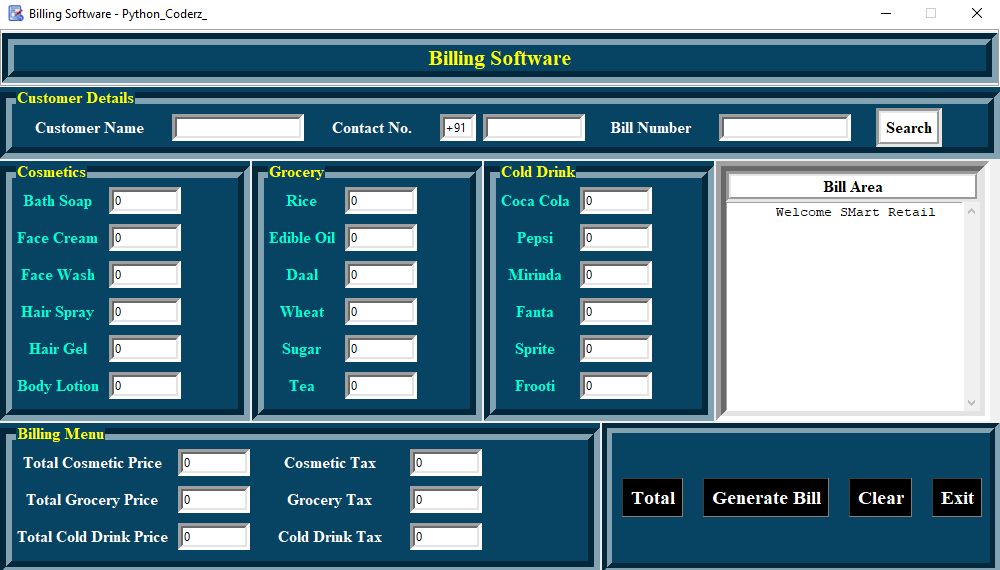 Billing Software - Python_Coderz_
Billing Software
Customer Details
Customer Name Contact No. +91 Bill Number Search
Cosmetics
Bath Soap 0
Face Cream 0
Face Wash 0
Hair Spray 0
Hair Gel 0
Body Lotion 0
Grocery
Rice 0
Edible Oil 0
Daal 0
Wheat 0
Sugar 0
Tea 0
Cold Drink
Coca Cola 0
Pepsi 0
Mirinda 0
Fanta 0
Sprite 0
Frooti 0
Bill Area
Welcome SMart Retail
Billing Menu
Total Cosmetic Price 0 Cosmetic Tax 0
Total Grocery Price 0 Grocery Tax 0
Total Cold Drink Price 0 Cold Drink Tax 0
Total Generate Bill Clear Exit